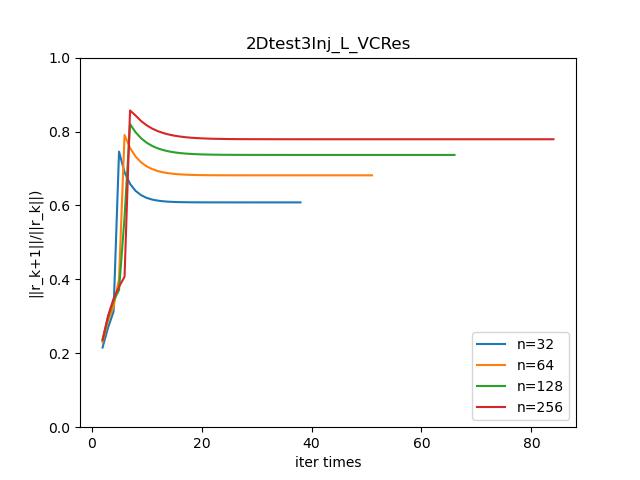 2Dtest3Inj_L_VCRes
1.0
0.8
0.6
0.4
0.2
0.0
||r_k+1||/||r_k||)
0 20 40 60 80
iter times
n=32
n=64
n=128
n=256